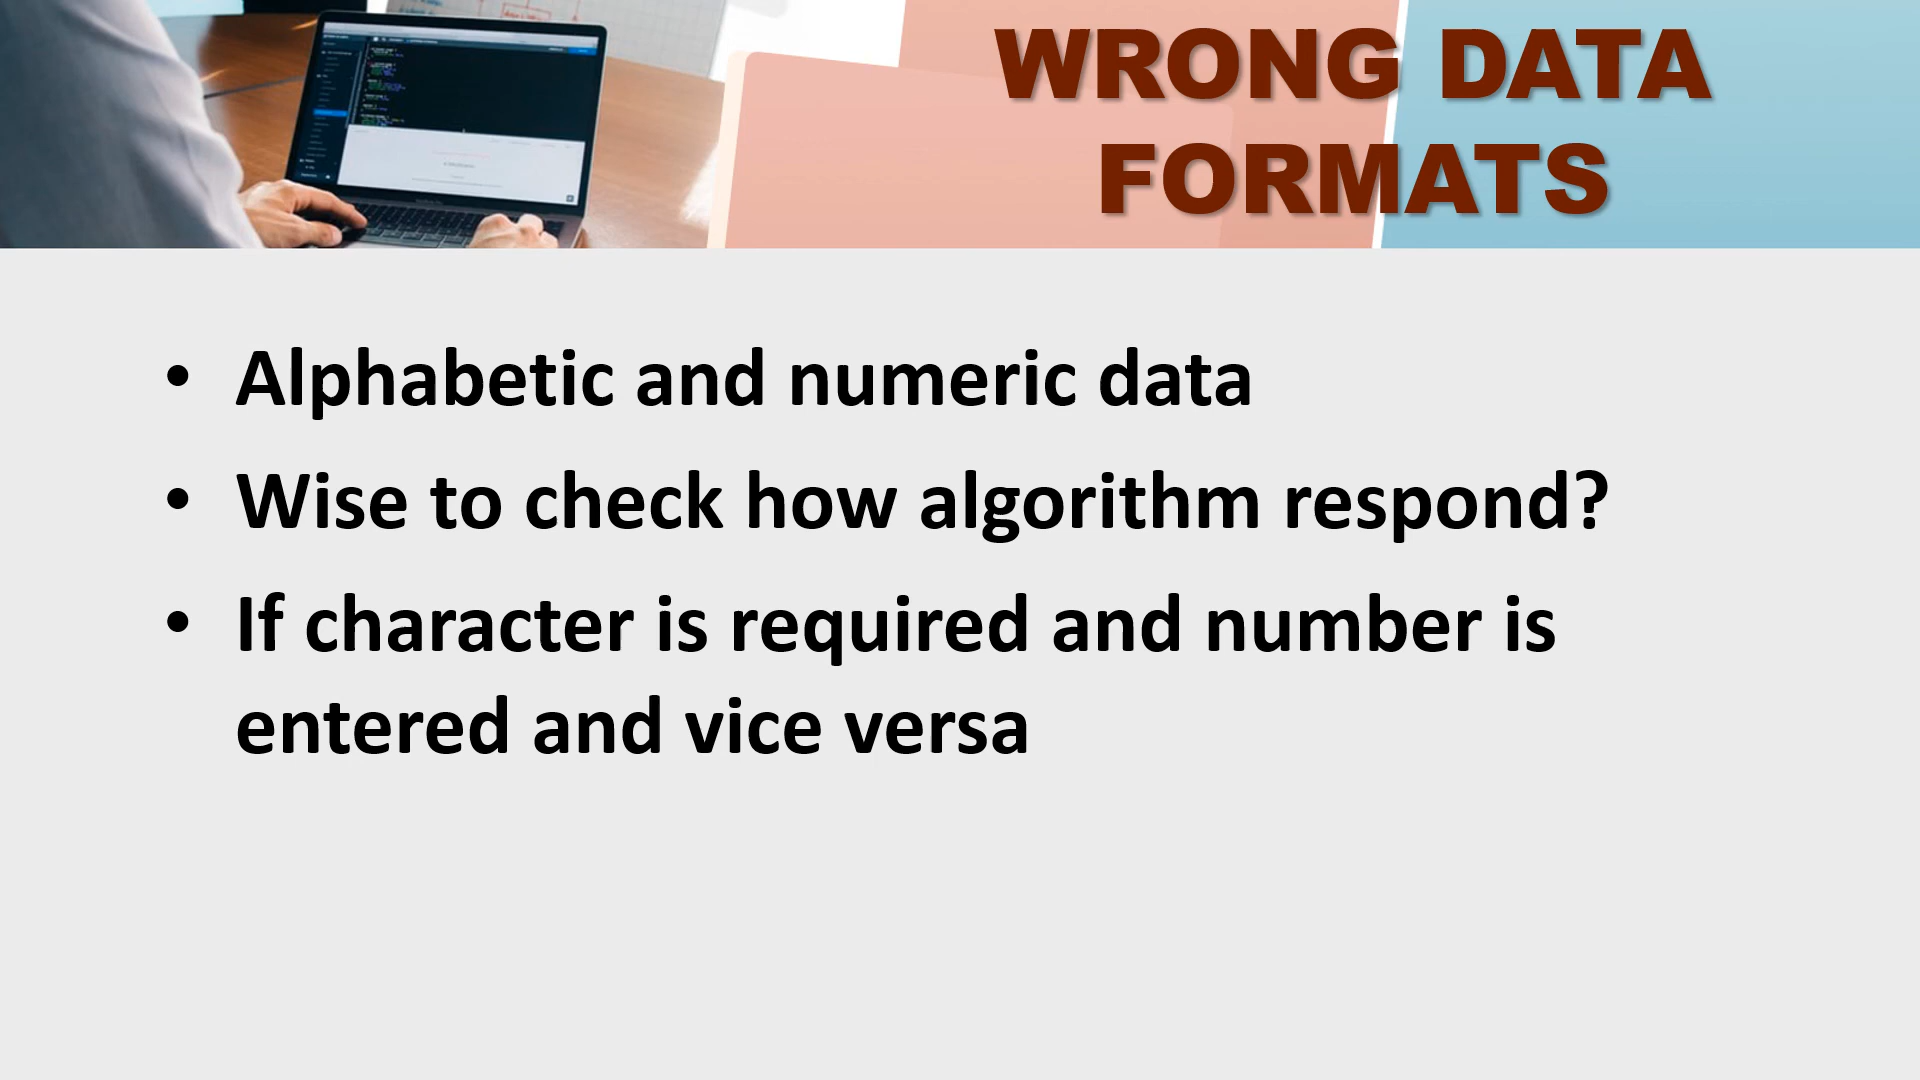 WRONG DATA
FORMATS
• Alphabetic and numeric data
• Wise to check how algorithm respond?
• If character is required and number is
entered and vice versa